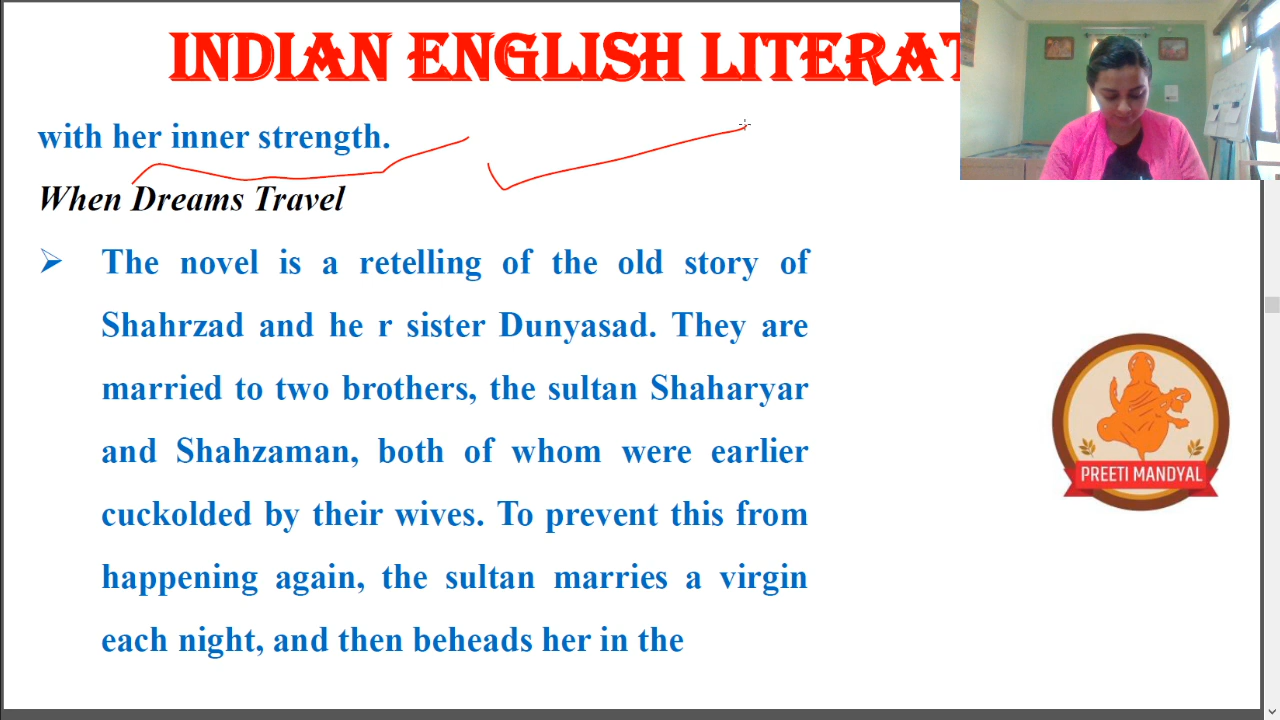 INDIAN ENGLISH LITERAT
with her inner strength.
When Dreams Travel
➢ The novel is a retelling of the old story of
Shahrzad and he r sister Dunyasad. They are
married to two brothers, the sultan Shaharyar
and Shahzaman, both of whom were earlier
cuckolded by their wives. To prevent this from
happening again, the sultan marries a virgin
each night, and then beheads her in the
PREETI MANDYAL